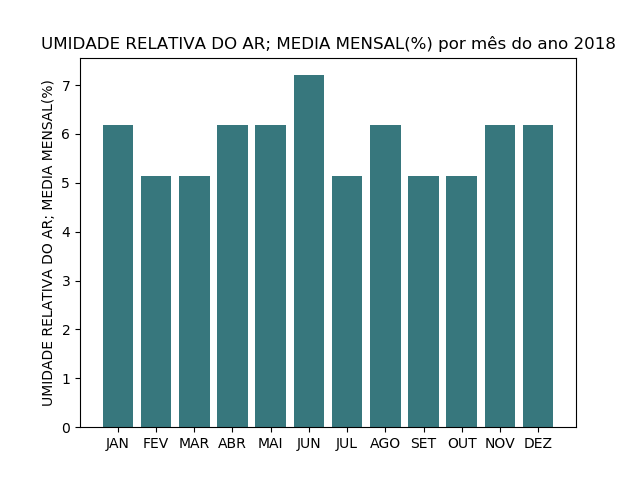 UMIDADE RELATIVA DO AR; MEDIA MENSAL(%) por mês do ano 2018
UMIDADE RELATIVA DO AR; MEDIA MENSAL(%)
7
6
5
4
3
2
1
0
JAN FEV MAR ABR MAI JUN JUL AGO SET OUT NOV DEZ